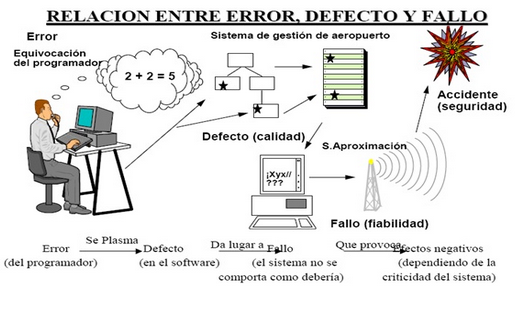 RELACION ENTRE ERROR, DEFECTO Y FALLO
Error
Equivocación
del programador
2 + 2 = 5
Sistema de gestión de aeropuerto
Accidente
(seguridad)
Defecto (calidad)
¡Xyx//
???
S.Aproximación
Fallo (fiabilidad)
Error Se Plasma Defecto Da lugar a Fallo Que provoca Efectos negativos
(del programador) (en el software) (el sistema no se (dependiendo de la
comporta como debería) criticidad del sistema)